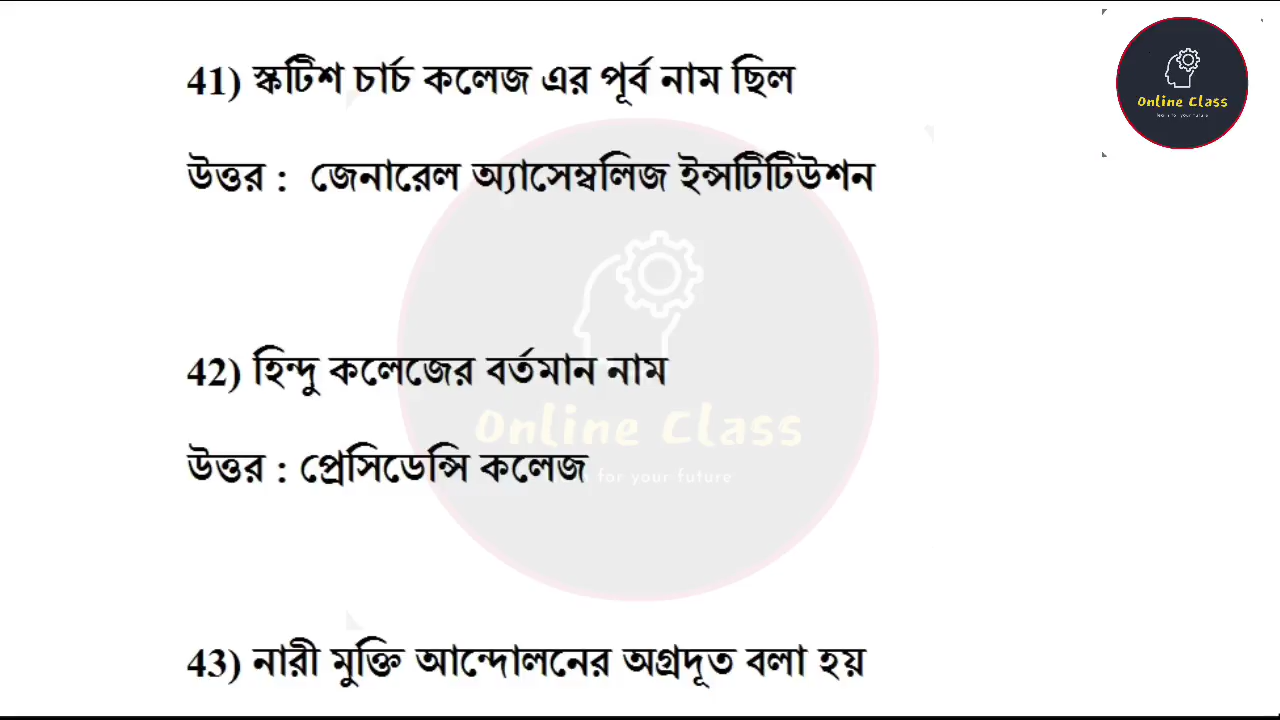 41) স্কটিশ চার্চ কলেজ এর পূর্ব নাম ছিল
Online Class
উত্তর : জেনারেল অ্যাসেম্বলিজ ইন্সটিটিউশন
42) হিন্দু কলেজের বর্তমান নাম
Online Class
উত্তর : প্রেসিডেন্সি কলেজ
for your future
43) নারী মুক্তি আন্দোলনের অগ্রদূত বলা হয়